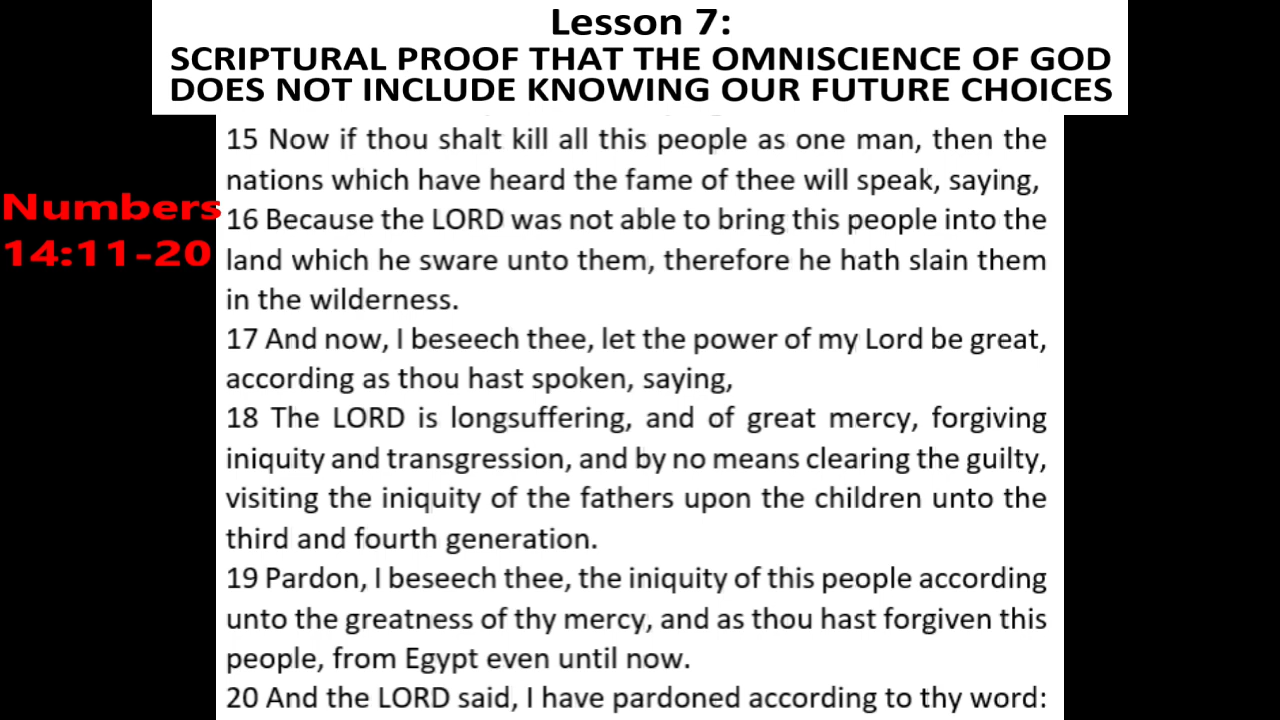 Lesson 7:
SCRIPTURAL PROOF THAT THE OMNISCIENCE OF GOD
DOES NOT INCLUDE KNOWING OUR FUTURE CHOICES
Numbers
14:11-20
15 Now if thou shalt kill all this people as one man, then the
nations which have heard the fame of thee will speak, saying,
16 Because the LORD was not able to bring this people into the
land which he sware unto them, therefore he hath slain them
in the wilderness.
17 And now, I beseech thee, let the power of my Lord be great,
according as thou hast spoken, saying,
18 The LORD is longsuffering, and of great mercy, forgiving
iniquity and transgression, and by no means clearing the guilty,
visiting the iniquity of the fathers upon the children unto the
third and fourth generation.
19 Pardon, I beseech thee, the iniquity of this people according
unto the greatness of thy mercy, and as thou hast forgiven this
people, from Egypt even until now.
20 And the LORD said, I have pardoned according to thy word: